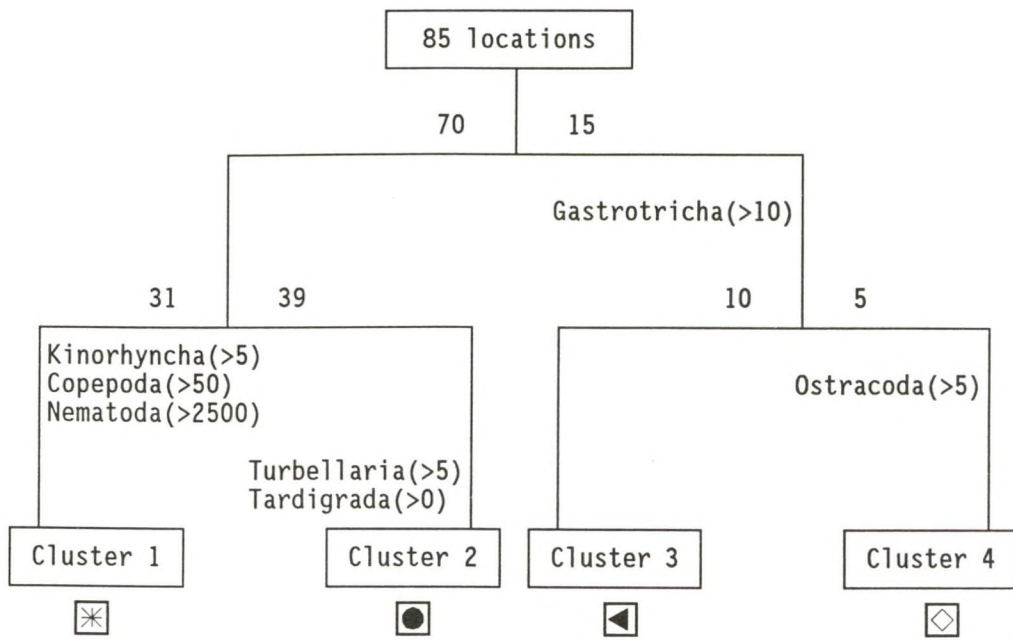 85 locations
70 15
Gastrotricha(>10)
31 39 10 5
Kinorhyncha(>5)
Copepoda(>50)
Nematoda(>2500)
Ostracoda(>5)
Turbellaria(>5)
Tardigrada(>0)
Cluster 1 Cluster 2 Cluster 3 Cluster 4